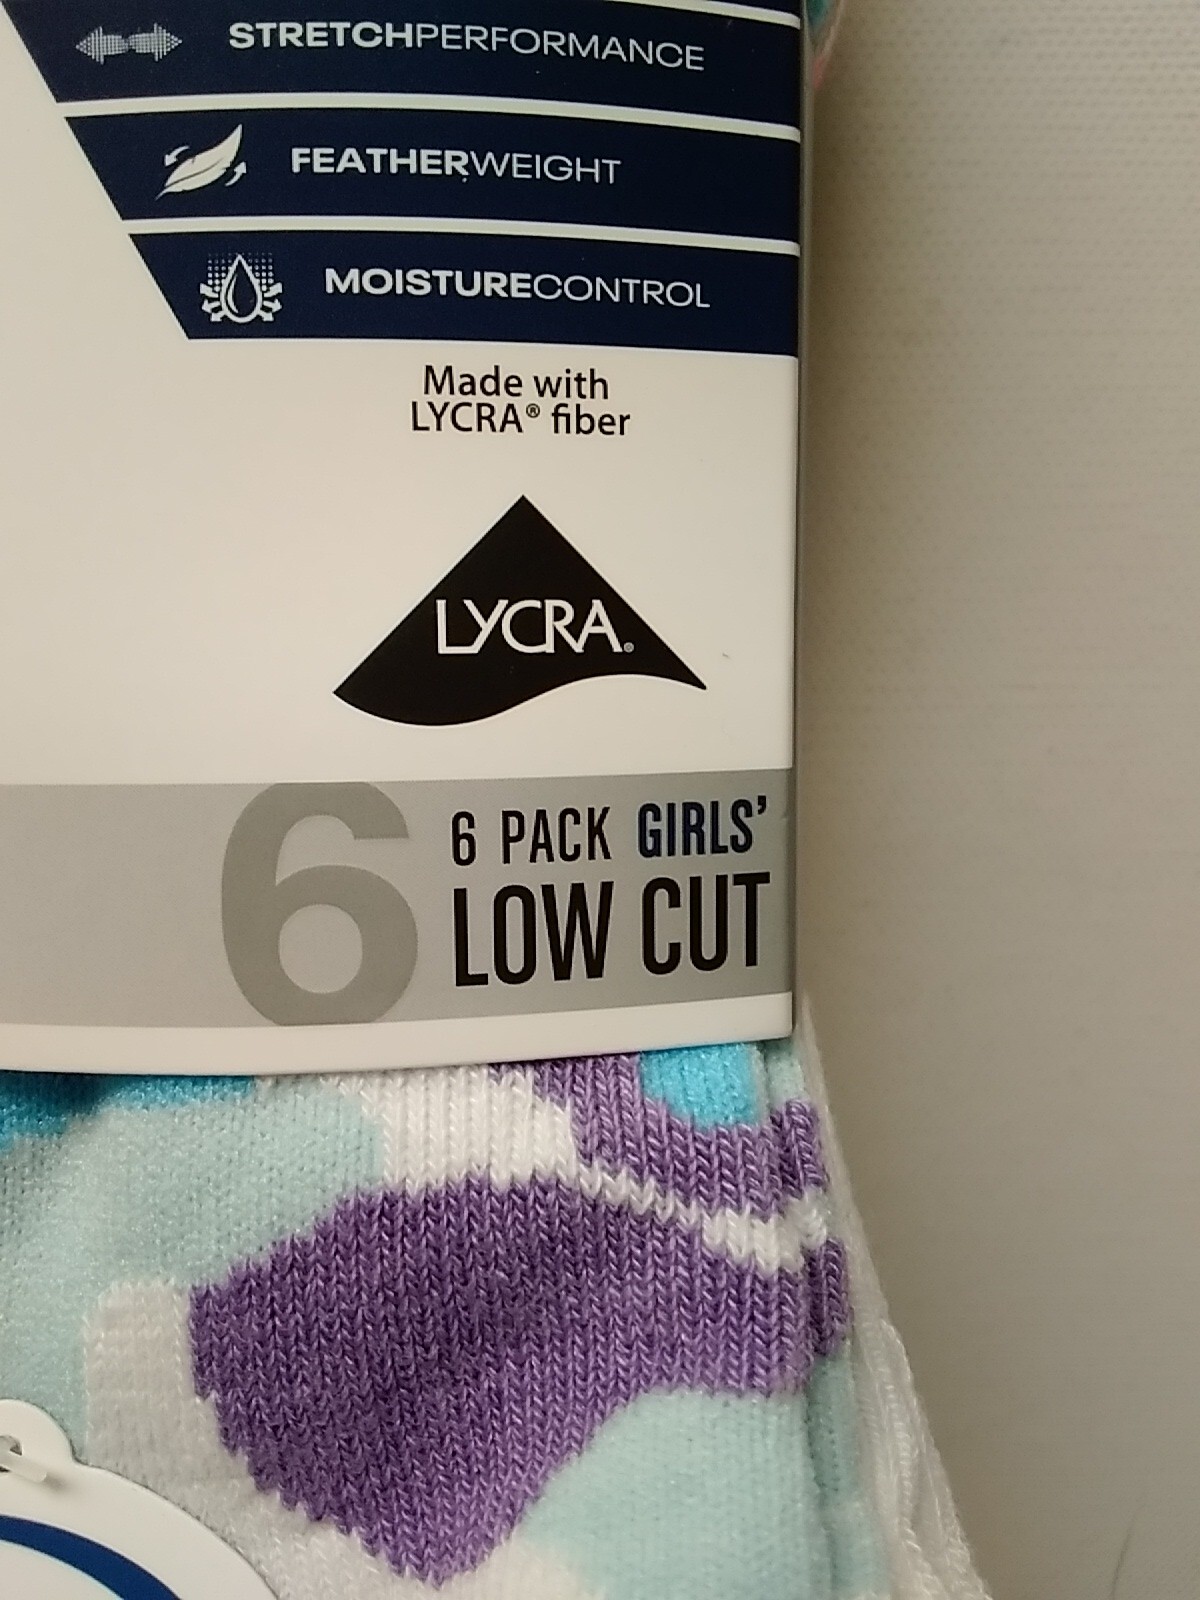 STRETCHPERFORMANCE
FEATHERWEIGHT
MOISTURECONTROL
Made with
LYCRA® fiber
LYCRA®
6
6 PACK GIRLS’
LOW CUT